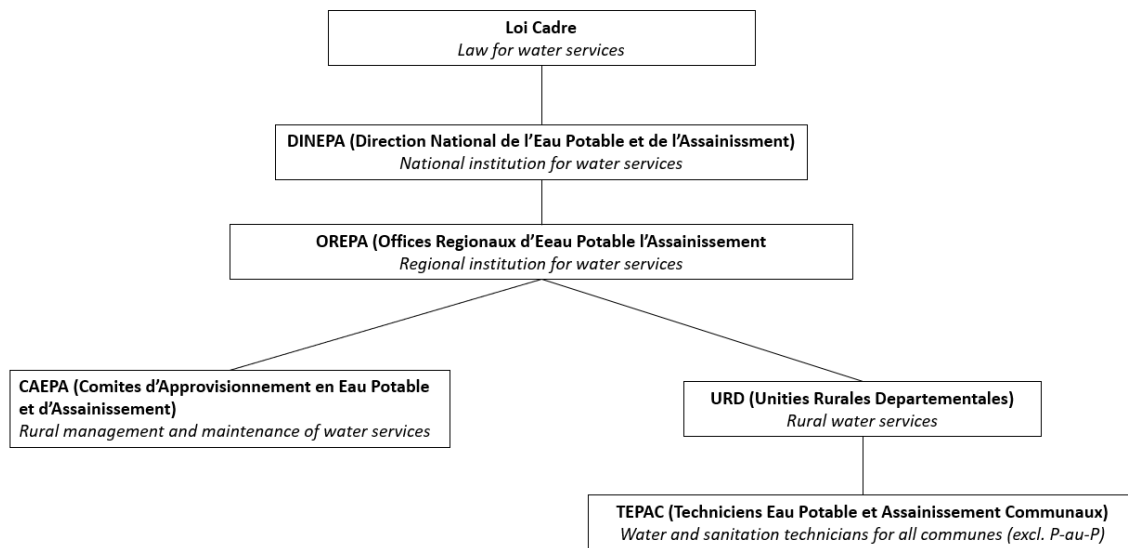 Loi Cadre
Law for water services
DINEPA (Direction National de l'Eau Potable et de l'Assainissment)
National institution for water services
OREPA (Offices Regionaux d'Eeau Potable l'Assainissement
Regional institution for water services
CAEPA (Comites d'Approvisionnement en Eau Potable
et d'Assainissement)
Rural management and maintenance of water services
URD (Unities Rurales Departementales)
Rural water services
TEPAC (Techniciens Eau Potable et Assainissement Communaux)
Water and sanitation technicians for all communes (excl. P-au-P)